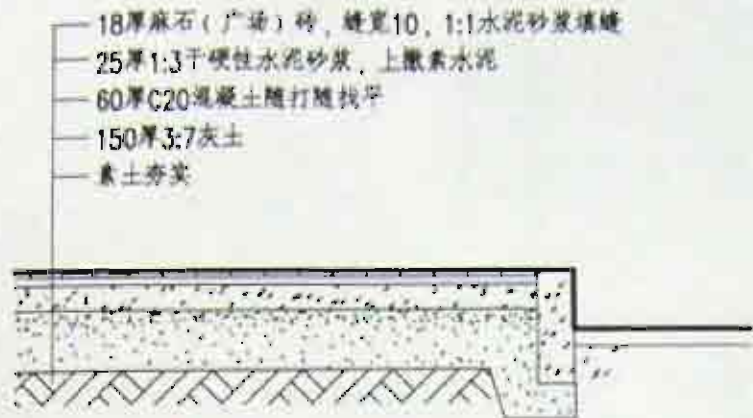 18厚麻石(广场)砖，缝宽10，1:1水泥砂浆填缝
25厚1:3干硬性水泥砂浆，上撒素水泥
60厚C20混凝土随打随找平
150厚3:7灰土
素土夯实